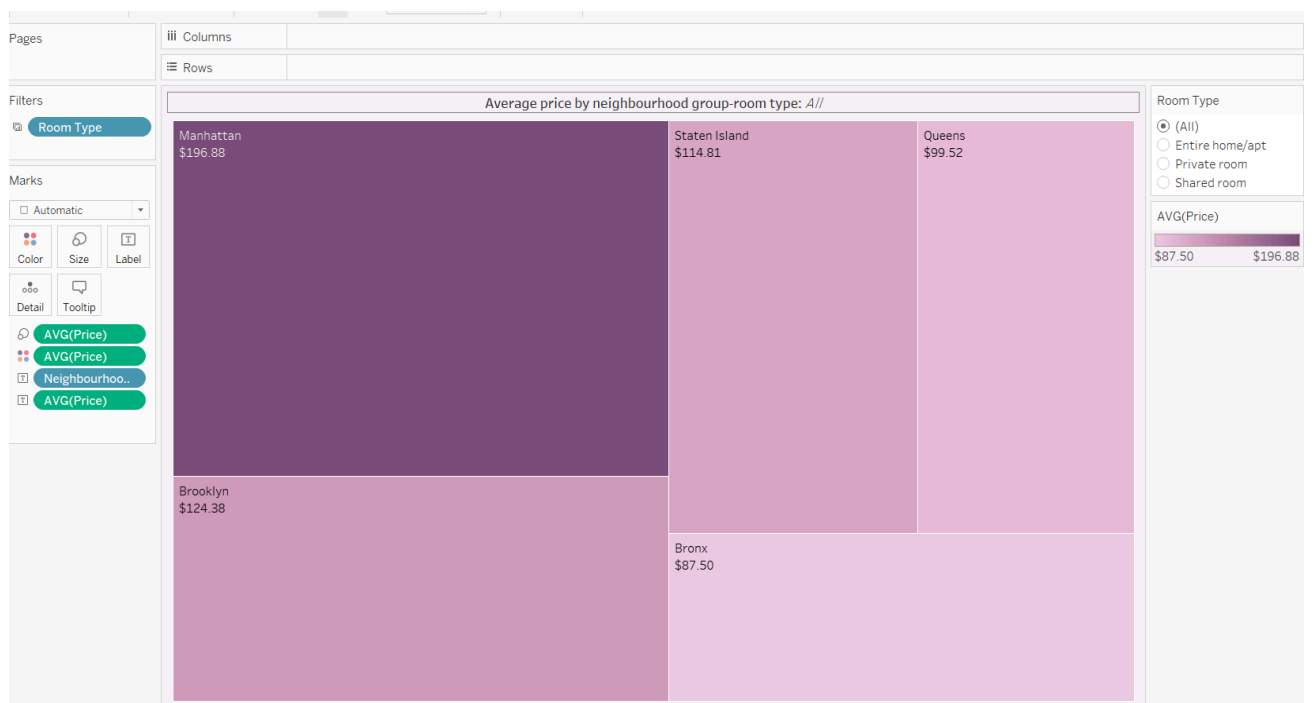 Pages
Columns
Rows
Filters
Room Type
Marks
Automatic
Color Size Label
Detail Tooltip
AVG(Price)
AVG(Price)
Neighbourhoo..
AVG(Price)
Average price by neighbourhood group-room type: All
Manhattan
$196.88
Staten Island
$114.81
Queens
$99.52
Brooklyn
$124.38
Bronx
$87.50
Room Type
(All)
Entire home/apt
Private room
Shared room
AVG(Price)
$87.50 $196.88